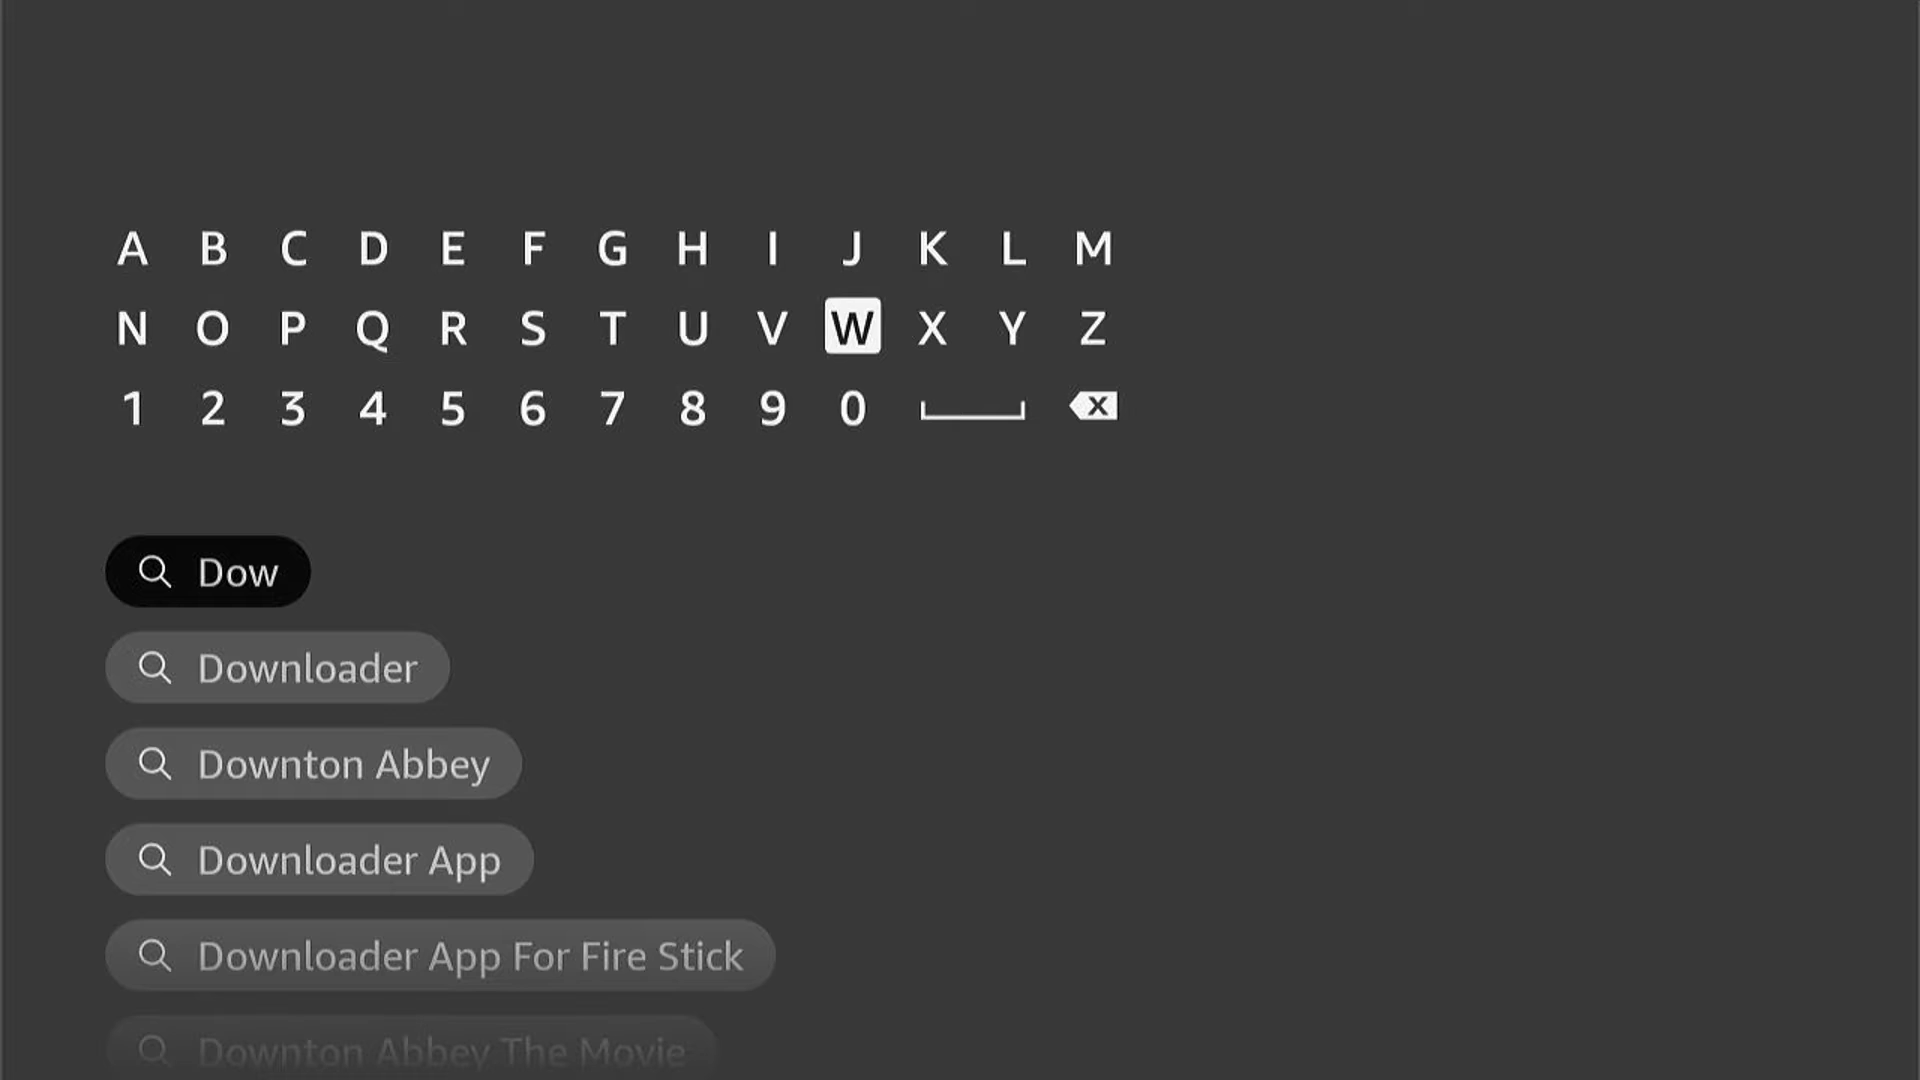 A B C D E F G H I J K L M
N O P Q R S T U V W X Y Z
1 2 3 4 5 6 7 8 9 0
Dow
Downloader
Downton Abbey
Downloader App
Downloader App For Fire Stick
Downton Abbey The Movie